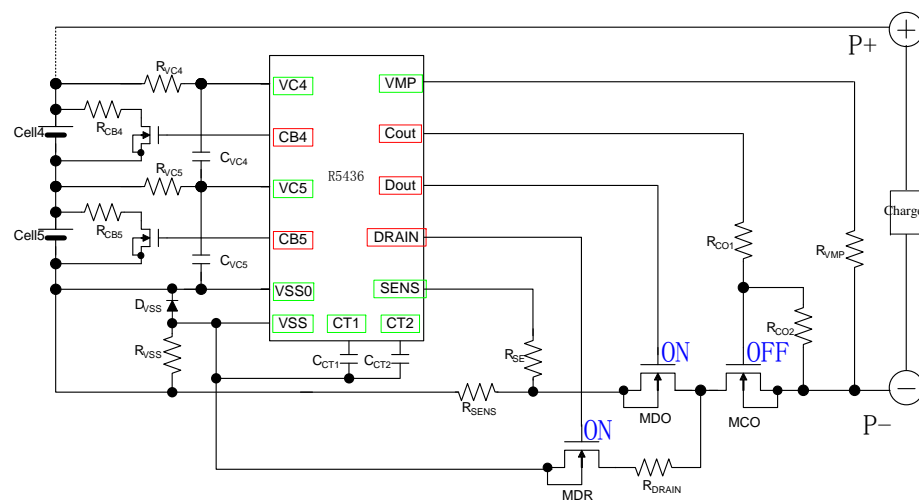 P+
RVC4
VC4
VMP
Cell4
RCB4
CB4
Cout
CVC4
RVC5
VC5
R5436
Dout
Charge
Cell5
RCB5
CB5
DRAIN
RCO1
RVMP
CVC5
VSS0
SENS
DVSS
VSS
CT1
CT2
RCO2
RVSS
CCT1
CCT2
RSE
ON
OFF
RSENS
MDO
MCO
P-
ON
MDR
RDRAIN